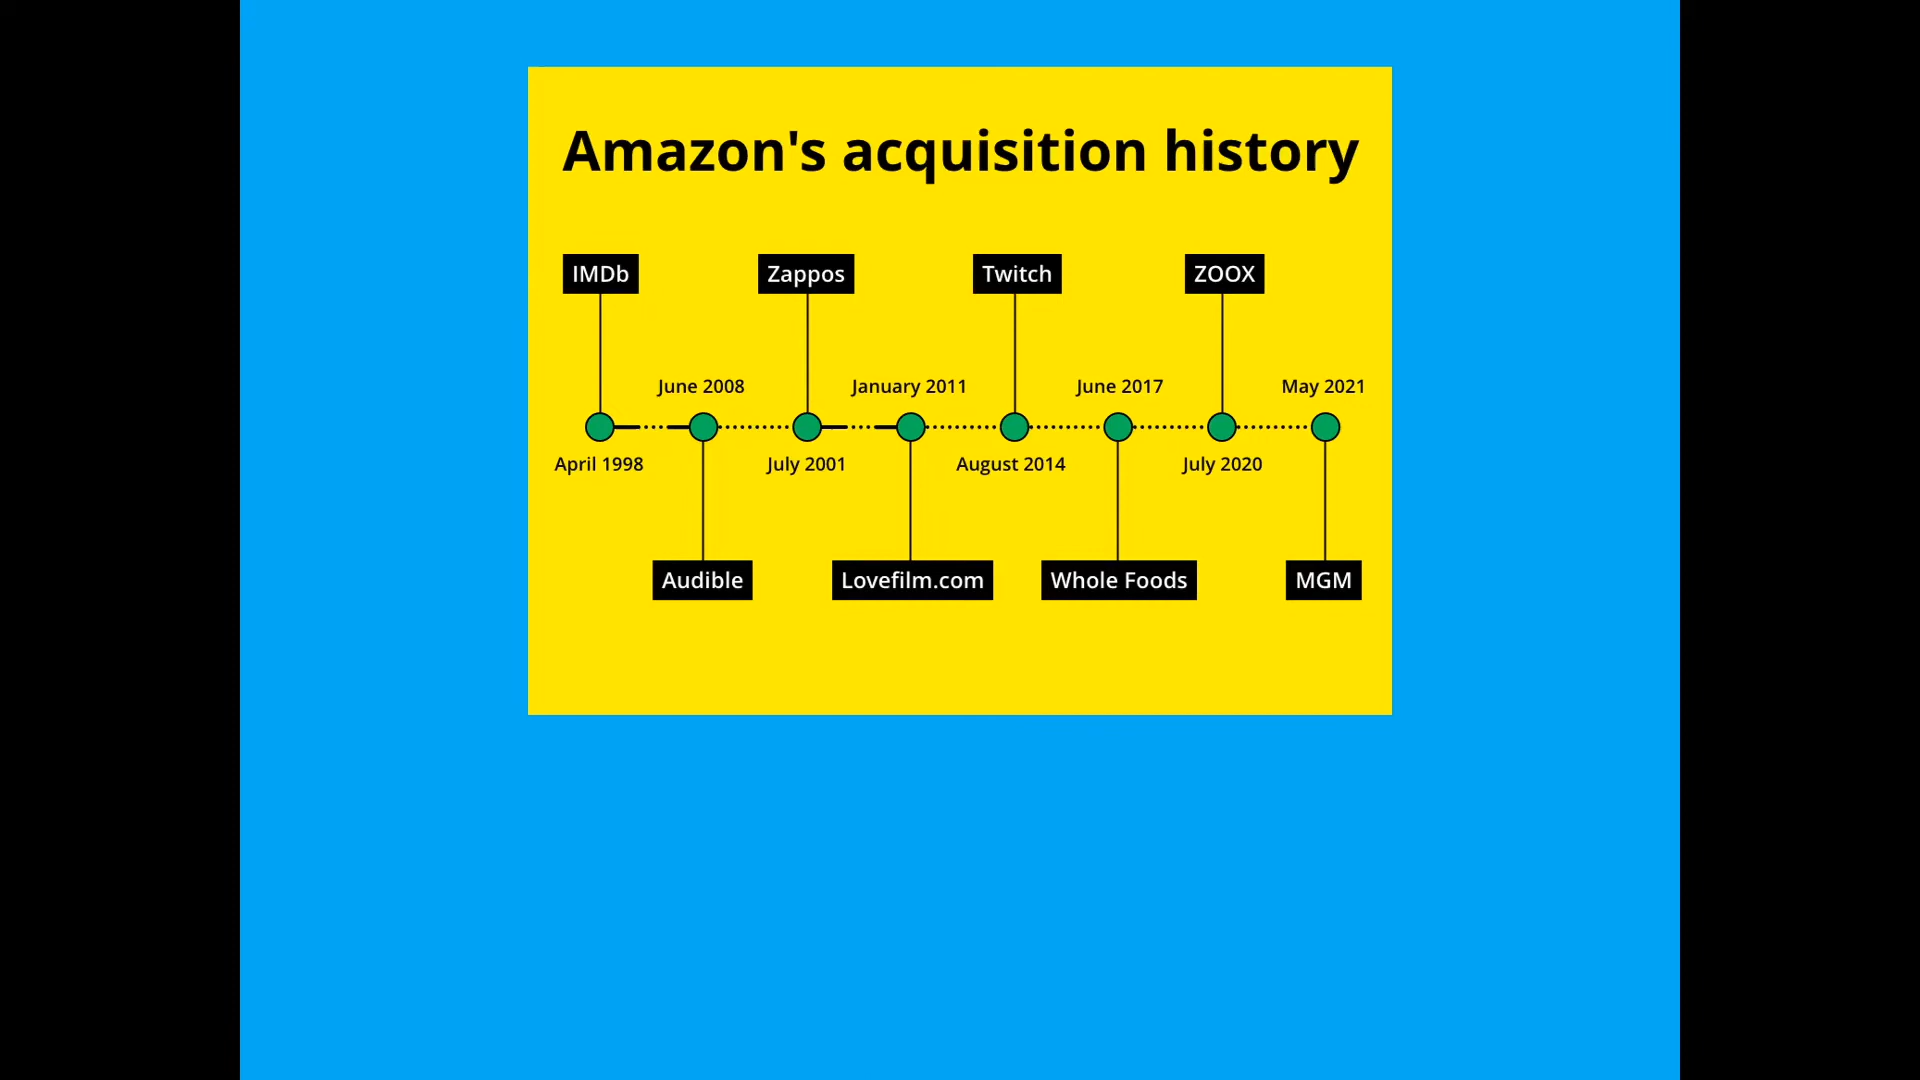 Amazon's acquisition history
IMDb
Zappos
Twitch
ZOOX
June 2008
January 2011
June 2017
May 2021
April 1998
July 2001
August 2014
July 2020
Audible
Lovefilm.com
Whole Foods
MGM